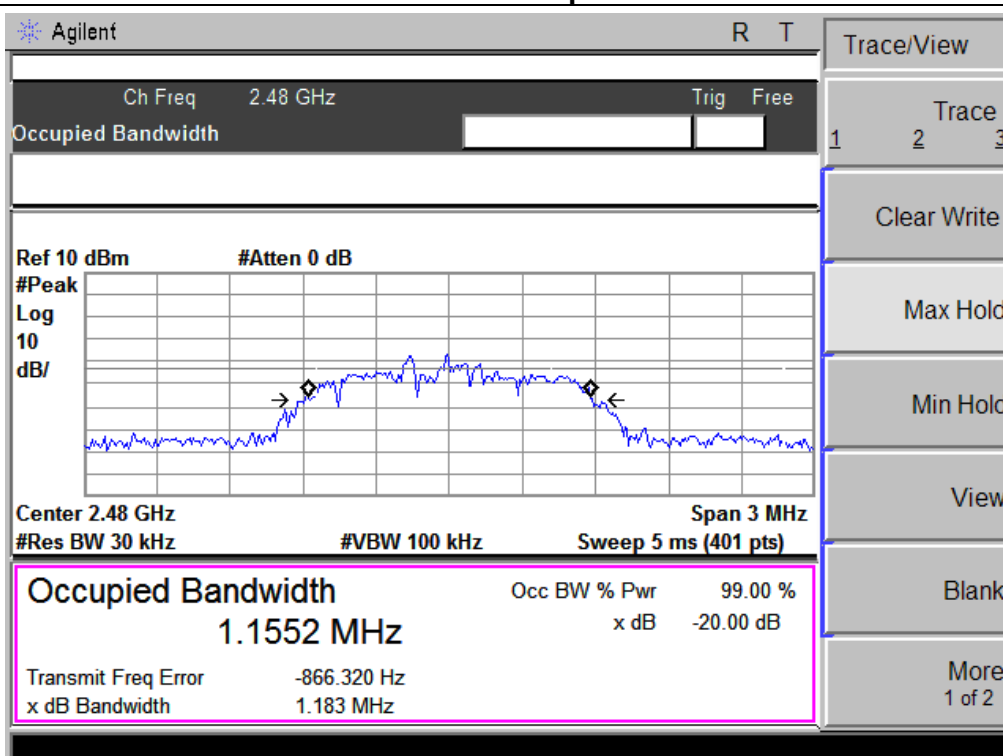 Agilent
R T
Trace/View
Ch Freq 2.48 GHz Trig Free
Occupied Bandwidth
Trace
1 2 3
Clear Write
Max Hold
Min Hold
View
Blank
More
1 of 2
Ref 10 dBm #Atten 0 dB
#Peak
Log
10
dB/
Center 2.48 GHz Span 3 MHz
#Res BW 30 kHz #VBW 100 kHz Sweep 5 ms (401 pts)
Occupied Bandwidth
1.1552 MHz
Occ BW % Pwr 99.00 %
x dB -20.00 dB
Transmit Freq Error -866.320 Hz
x dB Bandwidth 1.183 MHz